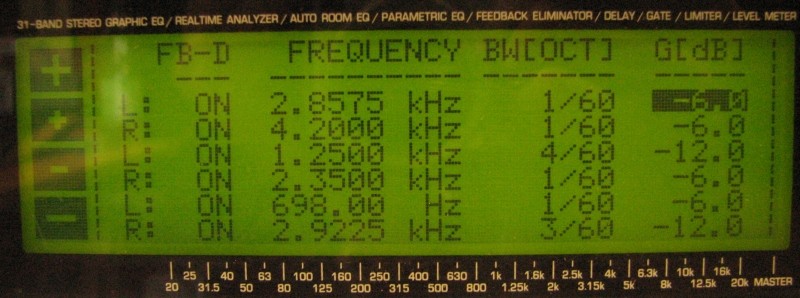 31-BAND STEREO GRAPHIC EQ / REALTIME ANALYZER / AUTO ROOM EQ / PARAMETRIC EQ / FEEDBACK ELIMINATOR / DELAY / GATE / LIMITER / LEVEL METER
FB-D FREQUENCY BW[OCT] G[dB]
L: ON 2.8575 kHz 1/60 -6.0
R: ON 4.2000 kHz 1/60 -6.0
L: ON 1.2500 kHz 4/60 -12.0
R: ON 2.3500 kHz 1/60 -6.0
L: ON 698.00 Hz 1/60 -6.0
R: ON 2.9225 kHz 3/60 -12.0
25 40 63 100 160 250 400 630 1k 1.6k 2.5k 4k 6.3k 10k 16k
20 31.5 50 80 125 200 315 500 800 1.25k 2k 3.15k 5k 8k 12.5k 20k MASTER